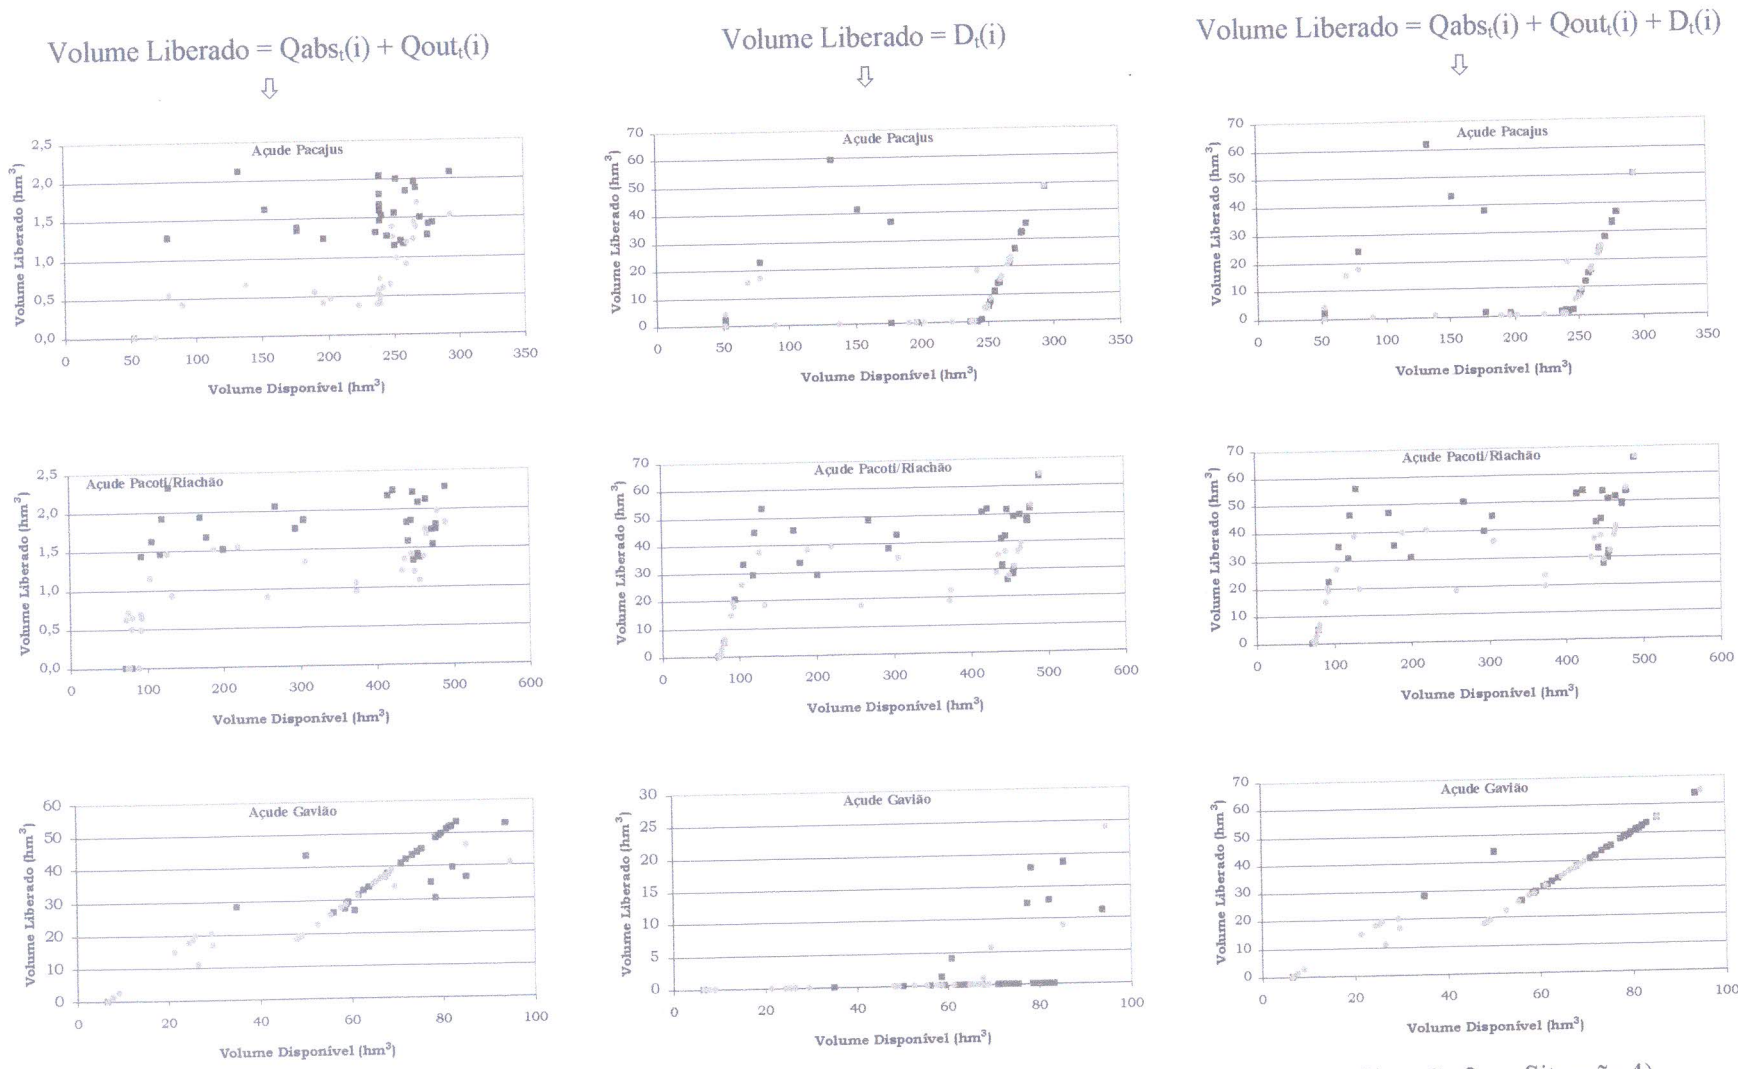 Volume Liberado = Qabsₜ(i) + Qoutₜ(i)
Volume Liberado = Dₜ(i)
Volume Liberado = Qabsₜ(i) + Qoutₜ(i) + Dₜ(i)
Açude Pacajus
Volume Liberado (hm³)
2,5
2,0
1,5
1,0
0,5
0,0
0 50 100 150 200 250 300 350
Volume Disponível (hm³)
Açude Pacajus
Volume Liberado (hm³)
70
60
50
40
30
20
10
0
0 50 100 150 200 250 300 350
Volume Disponível (hm³)
Açude Pacajus
Volume Liberado (hm³)
70
60
50
40
30
20
10
0
0 50 100 150 200 250 300 350
Volume Disponível (hm³)
Açude Pacoti/Riachão
Volume Liberado (hm³)
2,5
2,0
1,5
1,0
0,5
0,0
0 100 200 300 400 500 600
Volume Disponível (hm³)
Açude Pacoti/Riachão
Volume Liberado (hm³)
70
60
50
40
30
20
10
0
0 100 200 300 400 500 600
Volume Disponível (hm³)
Açude Pacoti/Riachão
Volume Liberado (hm³)
70
60
50
40
30
20
10
0
0 100 200 300 400 500 600
Volume Disponível (hm³)
Açude Gavião
Volume Liberado (hm³)
60
50
40
30
20
10
0
0 20 40 60 80 100
Volume Disponível (hm³)
Açude Gavião
Volume Liberado (hm³)
30
25
20
15
10
5
0
0 20 40 60 80 100
Volume Disponível (hm³)
Açude Gavião
Volume Liberado (hm³)
70
60
50
40
30
20
10
0
0 20 40 60 80 100
Volume Disponível (hm³)